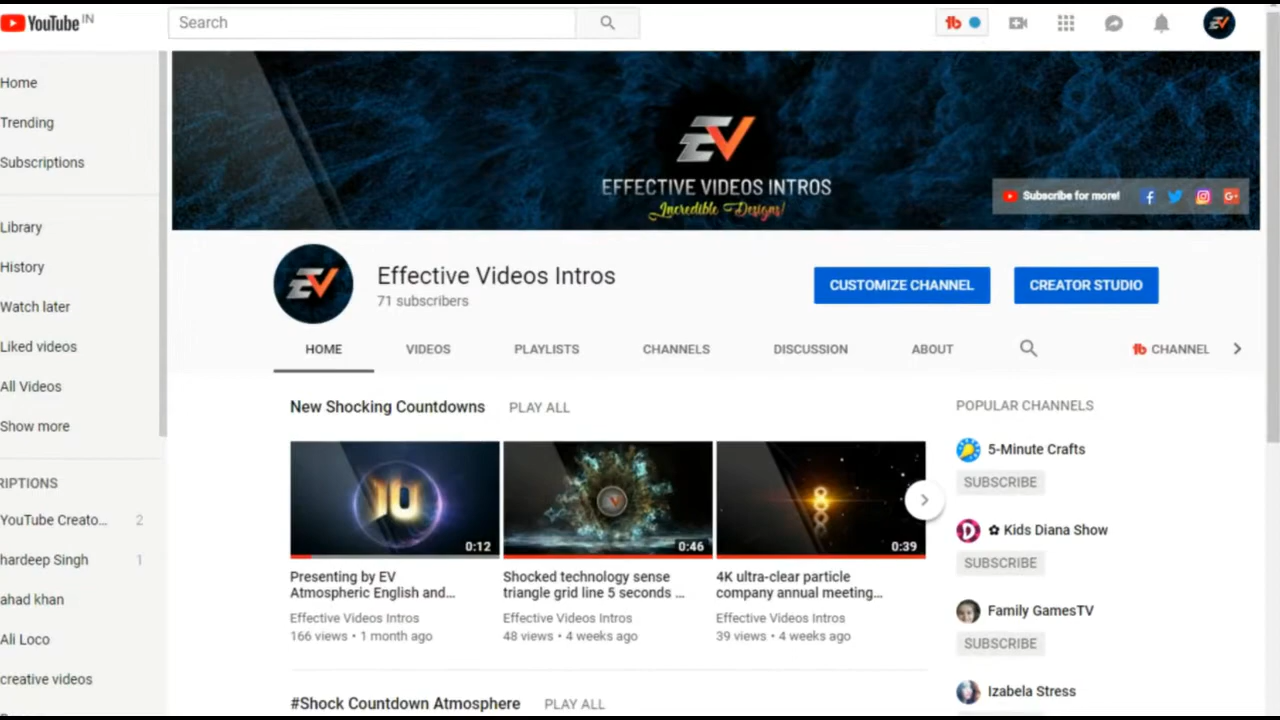 YouTube IN
Search
Home
Trending
Subscriptions
Library
History
Watch later
Liked videos
All Videos
Show more
RIPTIONS
YouTube Creato... 2
hardeep Singh 1
ahad khan
Ali Loco
creative videos
EV
EFFECTIVE VIDEOS INTROS
Incredible Designs!
Subscribe for more!
EV
Effective Videos Intros
71 subscribers
CUSTOMIZE CHANNEL
CREATOR STUDIO
HOME VIDEOS PLAYLISTS CHANNELS DISCUSSION ABOUT CHANNEL
New Shocking Countdowns PLAY ALL
10
0:12
0:46
8
0:39
Presenting by EV
Atmospheric English and...
Effective Videos Intros
166 views • 1 month ago
Shocked technology sense
triangle grid line 5 seconds ...
Effective Videos Intros
48 views • 4 weeks ago
4K ultra-clear particle
company annual meeting...
Effective Videos Intros
39 views • 4 weeks ago
#Shock Countdown Atmosphere PLAY ALL
POPULAR CHANNELS
5-Minute Crafts
SUBSCRIBE
✿ Kids Diana Show
SUBSCRIBE
Family GamesTV
SUBSCRIBE
Izabela Stress